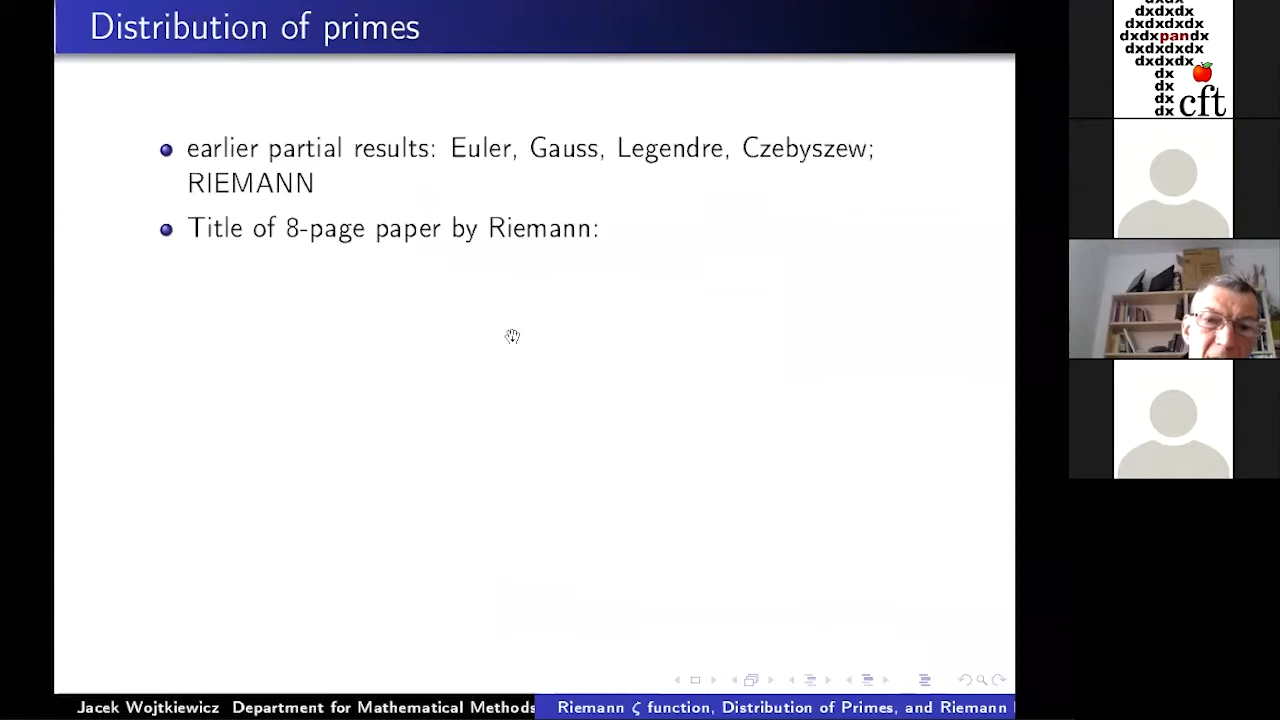 Distribution of primes
earlier partial results: Euler, Gauss, Legendre, Czebyszew;
RIEMANN
Title of 8-page paper by Riemann:
Jacek Wojtkiewicz Department for Mathematical Methods
Riemann ζ function, Distribution of Primes, and Riemann
dxdxdx
dxdxdxdx
dxdxpandx
dxdxdxdx
dxdxdx
dx
dx
dx
dx
cft